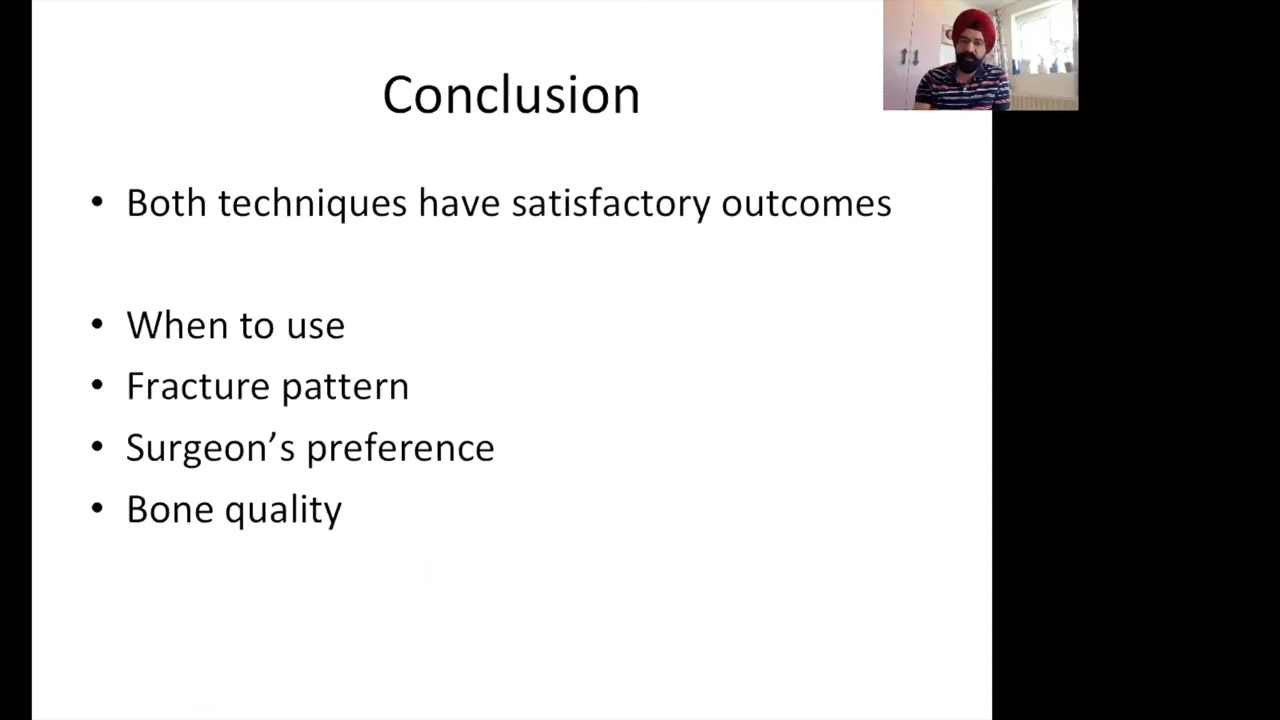 Conclusion
• Both techniques have satisfactory outcomes
• When to use
• Fracture pattern
• Surgeon’s preference
• Bone quality